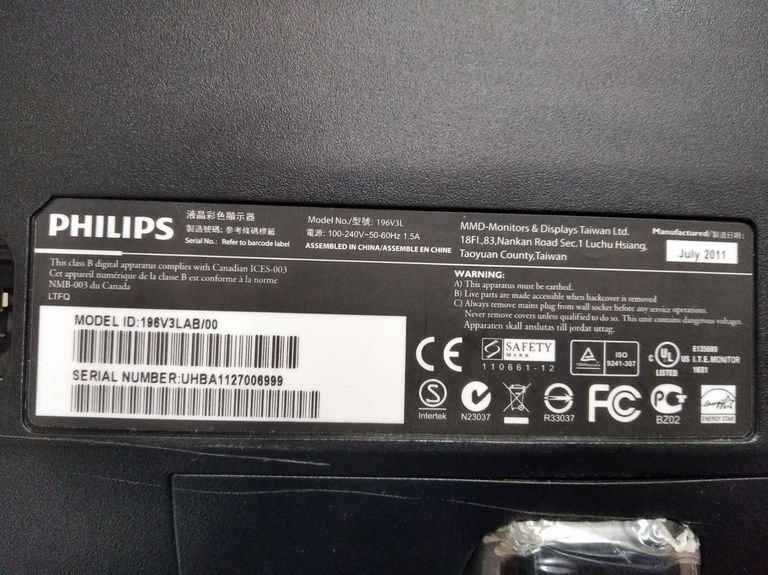 PHILIPS
液晶彩色顯示器
製造號碼: 參考條碼標籤
Serial No.: Refer to barcode label
Model No./型號: 196V3L
電源: 100-240V~50-60Hz 1.5A
ASSEMBLED IN CHINA/ASSEMBLE EN CHINE
MMD-Monitors & Displays Taiwan Ltd.
18FL,83,Nankan Road Sec.1 Luchu Hsiang,
Taoyuan County,Taiwan
Manufactured/製造日期:
July 2011
This class B digital apparatus complies with Canadian ICES-003
Cet appareil numérique de la classe B est conforme à la norme
NMB-003 du Canada
LTFQ
WARNING:
A) This apparatus must be earthed.
B) Live parts are made accessible when backcover is removed
C) Always remove mains plug from wall socket before any service operations.
Never remove covers unless qualified to do so. This unit contains dangerous voltages.
Apparaten skall anslutas till jordat uttag.
MODEL ID:196V3LAB/00
SERIAL NUMBER:UHBA1127006999
CE
S SAFETY
MARK
110661-12
ISO
9241-307
C UL US
LISTED
E135689
I.T.E. MONITOR
1K81
S
Intertek
N23037
R33037
FC
BZ02
energy
ENERGY STAR